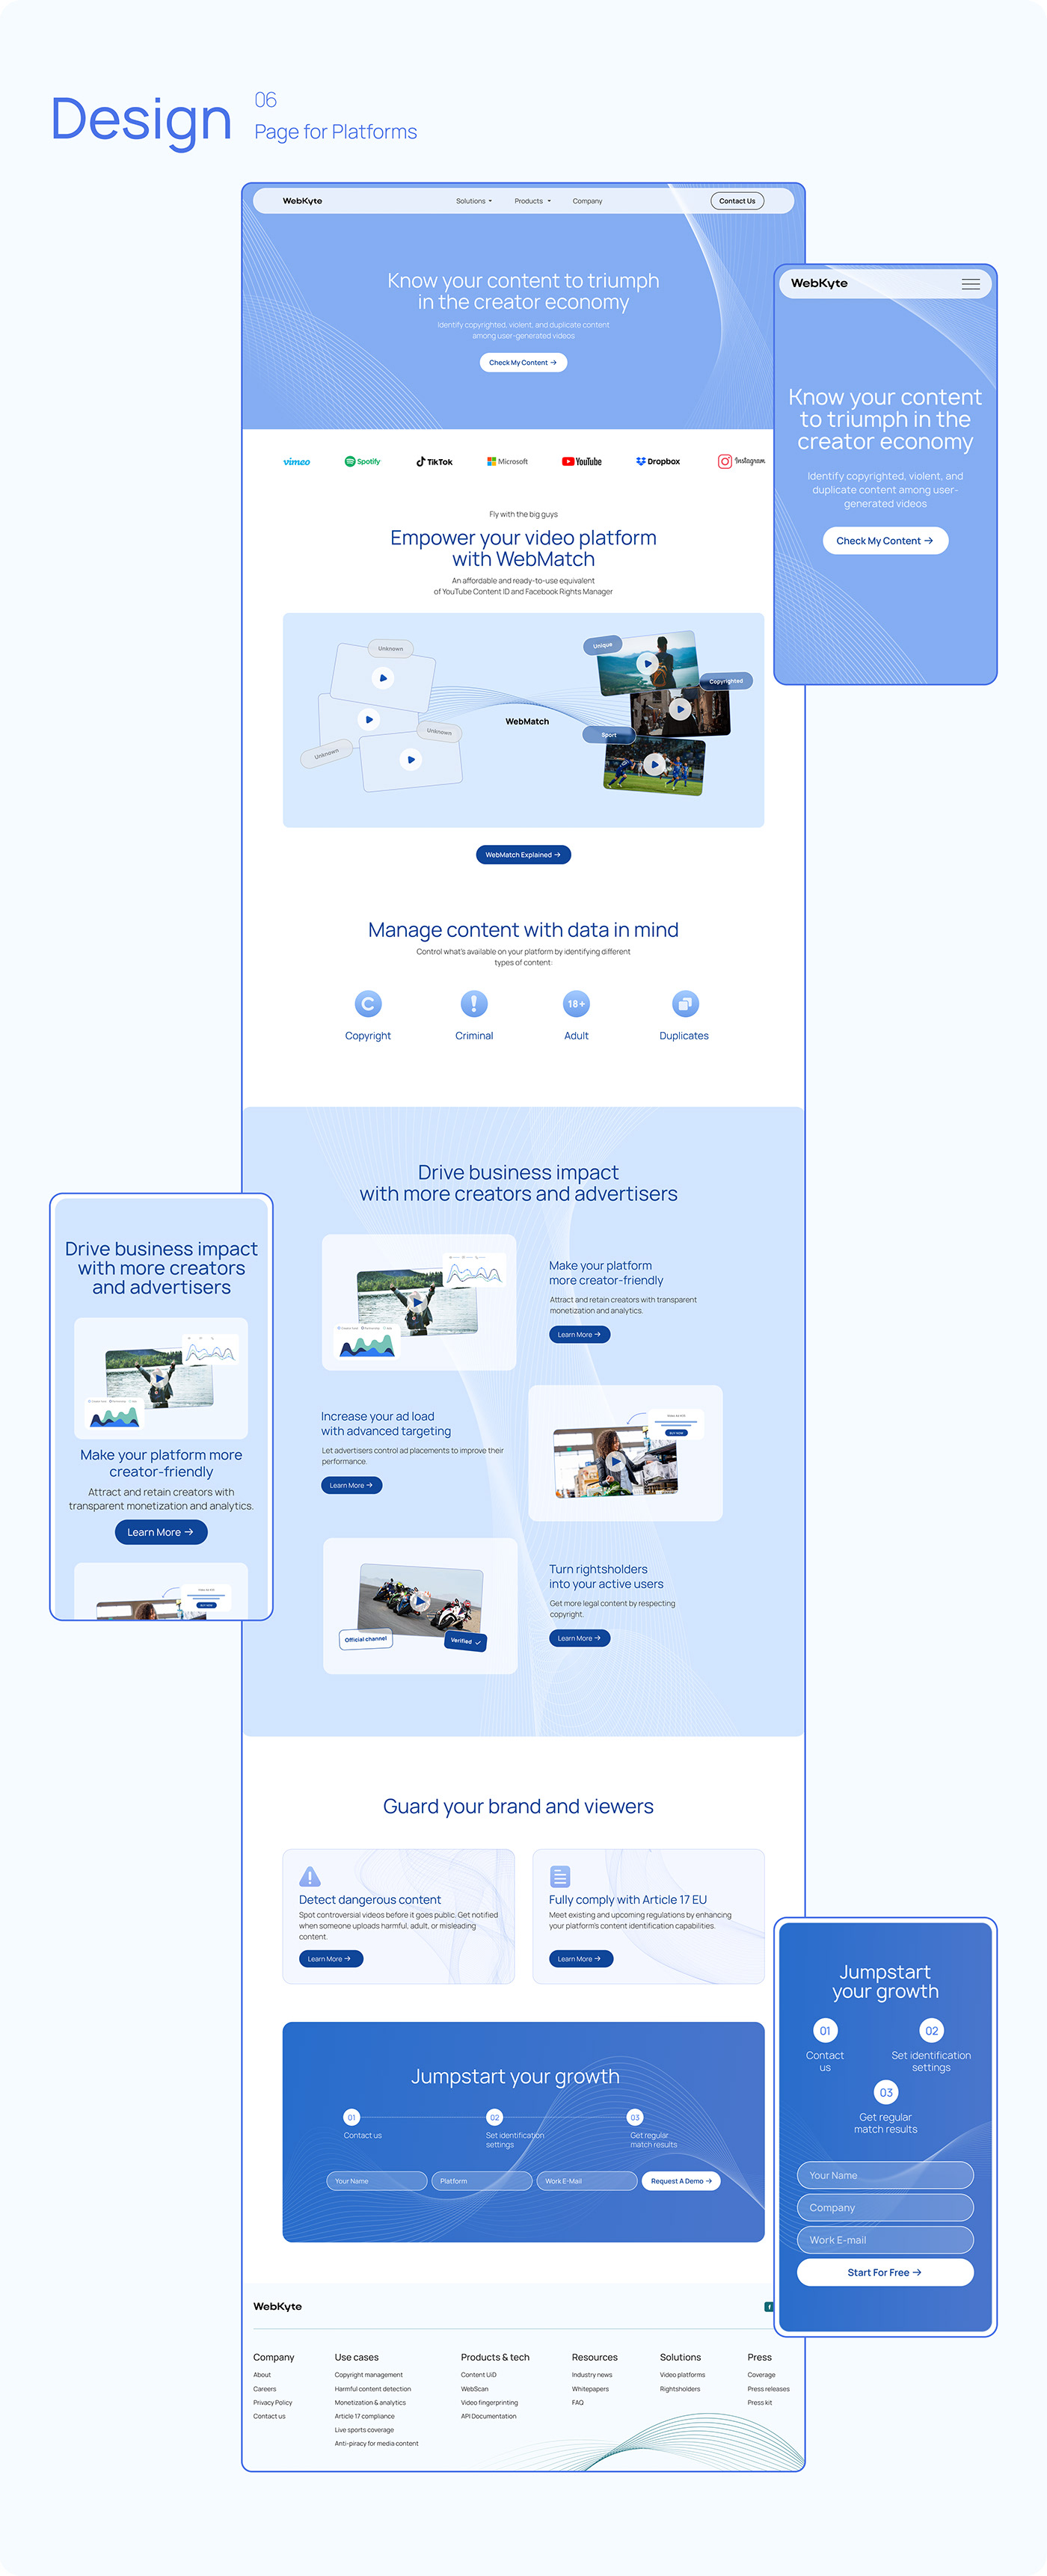 Design
06
Page for Platforms
WebKyte
Solutions
Products
Company
Contact Us
Know your content to triumph
in the creator economy
Identify copyrighted, violent, and duplicate content
among user-generated videos
Check My Content →
WebKyte
Know your content
to triumph in the
creator economy
Identify copyrighted, violent, and
duplicate content among user-
generated videos
Check My Content →
vimeo
Spotify
TikTok
Microsoft
YouTube
Dropbox
Instagram
Fly with the big guys
Empower your video platform
with WebMatch
An affordable and ready-to-use equivalent
of YouTube Content ID and Facebook Rights Manager
Unknown
Unknown
Unknown
WebMatch
Unique
Copyrighted
Sport
WebMatch Explained →
Manage content with data in mind
Control what's available on your platform by identifying different
types of content:
18+
Copyright
Criminal
Adult
Duplicates
Drive business impact
with more creators and advertisers
Make your platform
more creator-friendly
Attract and retain creators with transparent
monetization and analytics.
Learn More →
Increase your ad load
with advanced targeting
Let advertisers control ad placements to improve their
performance.
Learn More →
BUY NOW
Official channel
Verified
Turn rightsholders
into your active users
Get more legal content by respecting
copyright.
Learn More →
Drive business impact
with more creators
and advertisers
Make your platform more
creator-friendly
Attract and retain creators with
transparent monetization and analytics.
Learn More →
BUY NOW
Guard your brand and viewers
Detect dangerous content
Spot controversial videos before it goes public. Get notified
when someone uploads harmful, adult, or misleading
content.
Learn More →
Fully comply with Article 17 EU
Meet existing and upcoming regulations by enhancing
your platform's content identification capabilities.
Learn More →
Jumpstart your growth
01
Contact us
02
Set identification
settings
03
Get regular
match results
Your Name
Platform
Work E-Mail
Request A Demo →
Jumpstart
your growth
01
Contact
us
02
Set identification
settings
03
Get regular
match results
Your Name
Company
Work E-mail
Start For Free →
WebKyte
Company
About
Careers
Privacy Policy
Contact us
Use cases
Copyright management
Harmful content detection
Monetization & analytics
Article 17 compliance
Live sports coverage
Anti-piracy for media content
Products & tech
Content UiD
WebScan
Video fingerprinting
API Documentation
Resources
Industry news
Whitepapers
FAQ
Solutions
Video platforms
Rightsholders
Press
Coverage
Press releases
Press kit